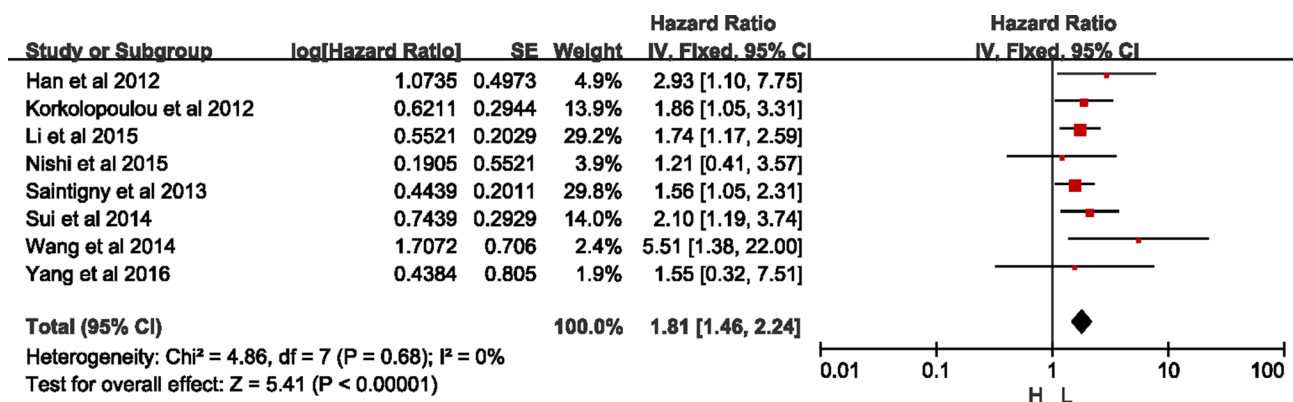 Hazard Ratio Hazard Ratio
Study or Subgroup log[Hazard Ratio] SE Weight IV, Fixed, 95% CI IV, Fixed, 95% CI
Han et al 2012 1.0735 0.4973 4.9% 2.93 [1.10, 7.75]
Korkolopoulou et al 2012 0.6211 0.2944 13.9% 1.86 [1.05, 3.31]
Li et al 2015 0.5521 0.2029 29.2% 1.74 [1.17, 2.59]
Nishi et al 2015 0.1905 0.5521 3.9% 1.21 [0.41, 3.57]
Saintigny et al 2013 0.4439 0.2011 29.8% 1.56 [1.05, 2.31]
Sui et al 2014 0.7439 0.2929 14.0% 2.10 [1.19, 3.74]
Wang et al 2014 1.7072 0.706 2.4% 5.51 [1.38, 22.00]
Yang et al 2016 0.4384 0.805 1.9% 1.55 [0.32, 7.51]
Total (95% CI) 100.0% 1.81 [1.46, 2.24]
Heterogeneity: Chi² = 4.86, df = 7 (P = 0.68); I² = 0%
Test for overall effect: Z = 5.41 (P < 0.00001)
0.01 0.1 1 10 100
H L